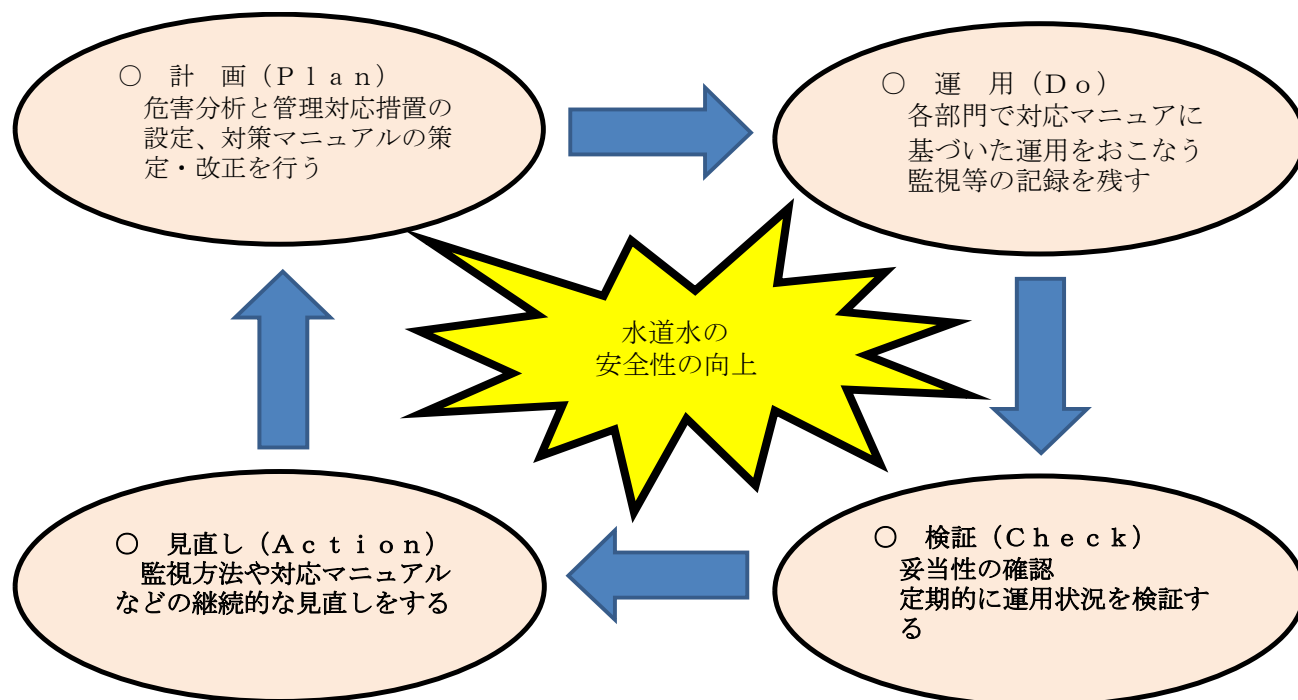 ○　計　画（Ｐｌａｎ）
危害分析と管理対応措置の
設定、対策マニュアルの策
定・改正を行う
○　運　用（Ｄｏ）
各部門で対応マニュアに
基づいた運用をおこなう
監視等の記録を残す
水道水の
安全性の向上
○　見直し（Ａｃｔｉｏｎ）
監視方法や対応マニュアル
などの継続的な見直しをする
○　検証（Ｃｈｅｃｋ）
妥当性の確認
定期的に運用状況を検証す
る